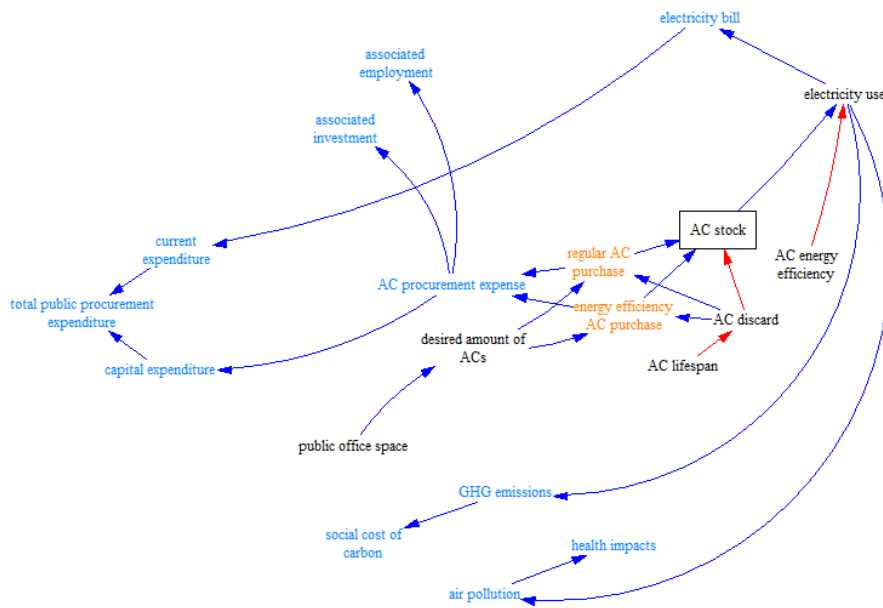 electricity bill
associated
employment
electricity use
associated
investment
AC stock
current
expenditure
regular AC
purchase
AC energy
efficiency
AC procurement expense
total public procurement
expenditure
energy efficiency
AC purchase
AC discard
desired amount of
ACs
capital expenditure
AC lifespan
public office space
GHG emissions
social cost of
carbon
health impacts
air pollution